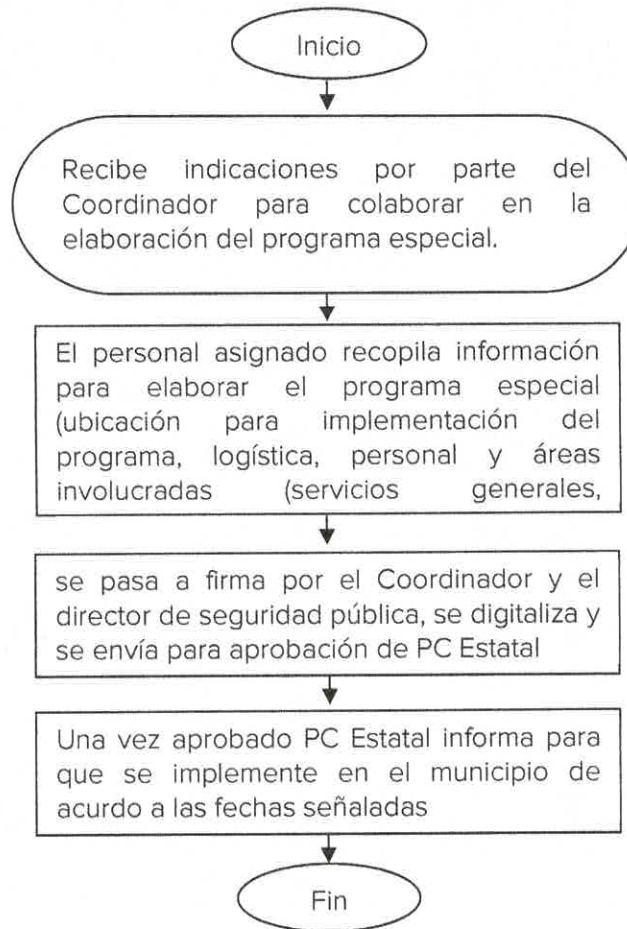 Inicio
Recibe indicaciones por parte del
Coordinador para colaborar en la
elaboración del programa especial.
El personal asignado recopila información
para elaborar el programa especial
(ubicación para implementación del
programa, logística, personal y áreas
involucradas (servicios generales,
se pasa a firma por el Coordinador y el
director de seguridad pública, se digitaliza y
se envía para aprobación de PC Estatal
Una vez aprobado PC Estatal informa para
que se implemente en el municipio de
acurdo a las fechas señaladas
Fin